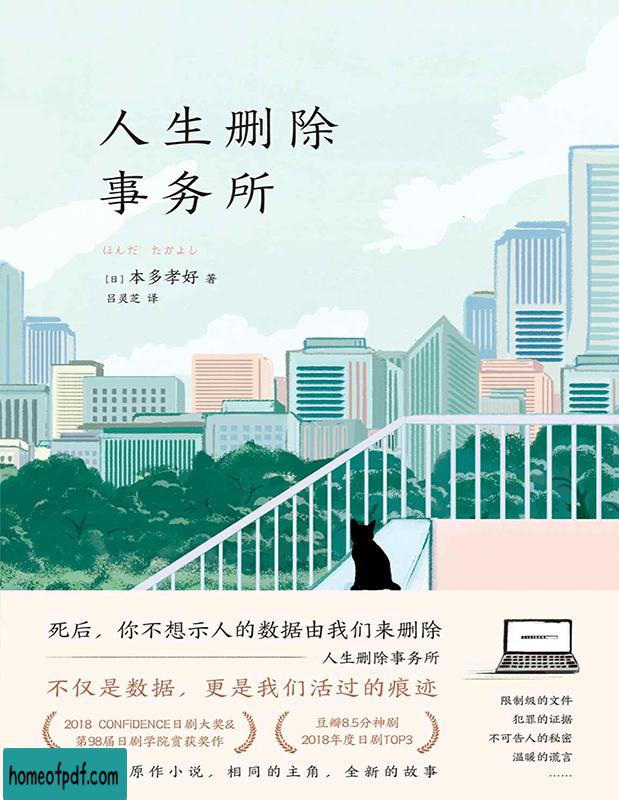 人生删除
事务所
ほんだ たかよし
[日] 本多孝好 著
吕灵芝 译
死后，你不想示人的数据由我们来删除
人生删除事务所
不仅是数据，更是我们活过的痕迹
2018 CONFiDENCE日剧大奖&
第98届日剧学院赏获奖作
豆瓣8.5分神剧
2018年度日剧TOP3
原作小说，相同的主角，全新的故事
限制级的文件
犯罪的证据
不可告人的秘密
温暖的谎言
……
homeofpdf.com